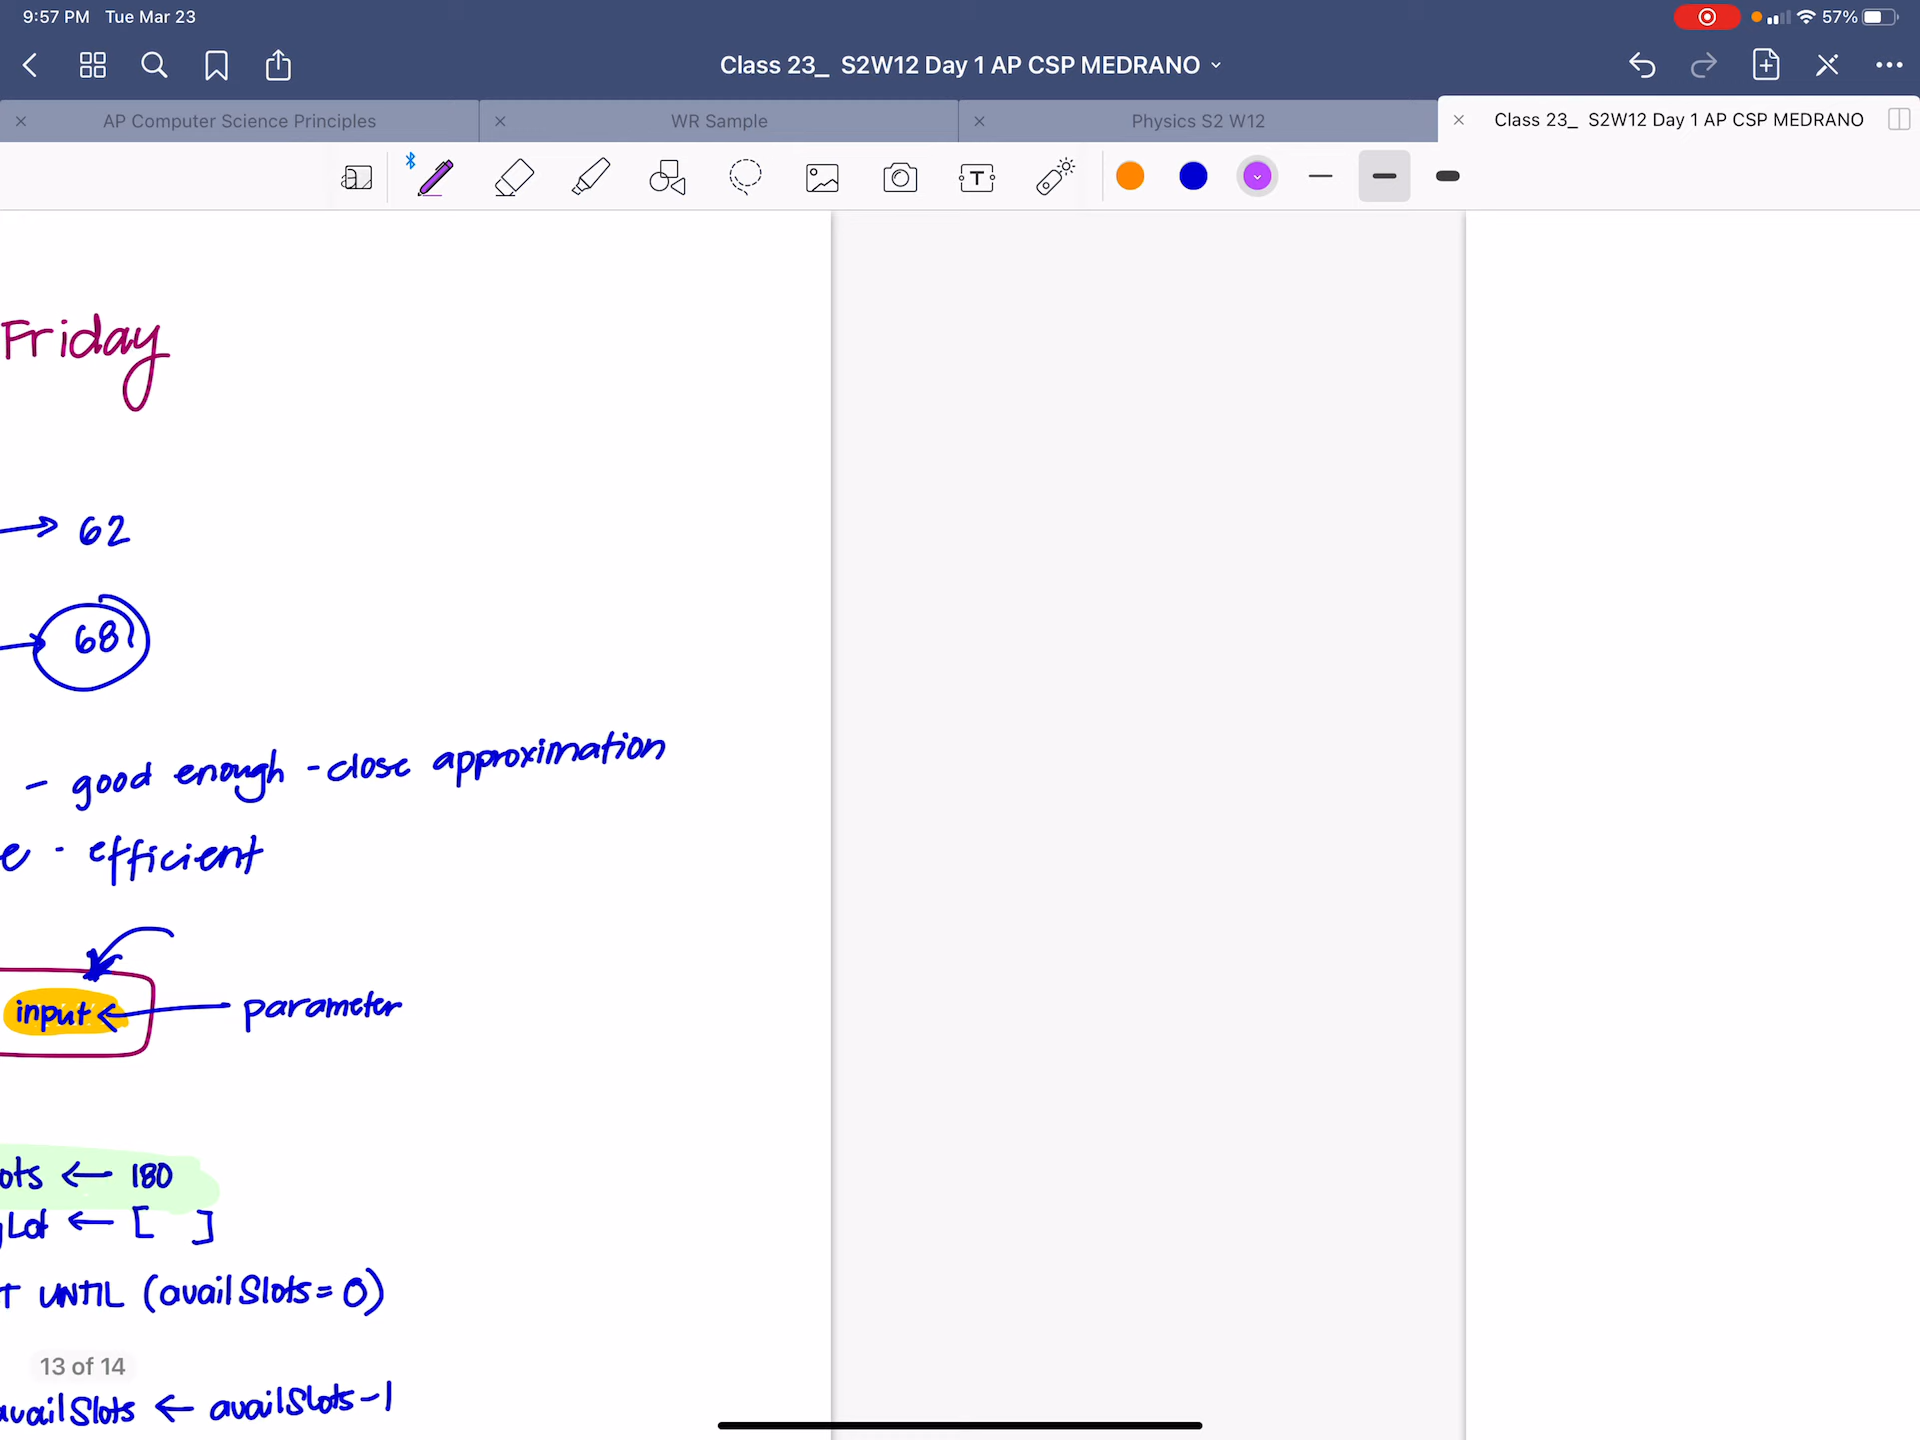 9:57 PM Tue Mar 23
57%
Class 23_ S2W12 Day 1 AP CSP MEDRANO
AP Computer Science Principles
WR Sample
Physics S2 W12
Class 23_ S2W12 Day 1 AP CSP MEDRANO
Friday
→ 62
→ 68
- good enough - close approximation
e - efficient
input ← parameter
ots ← 180
gLot ← [ ]
T UNTIL (availSlots = 0)
13 of 14
availSlots ← availSlots - 1